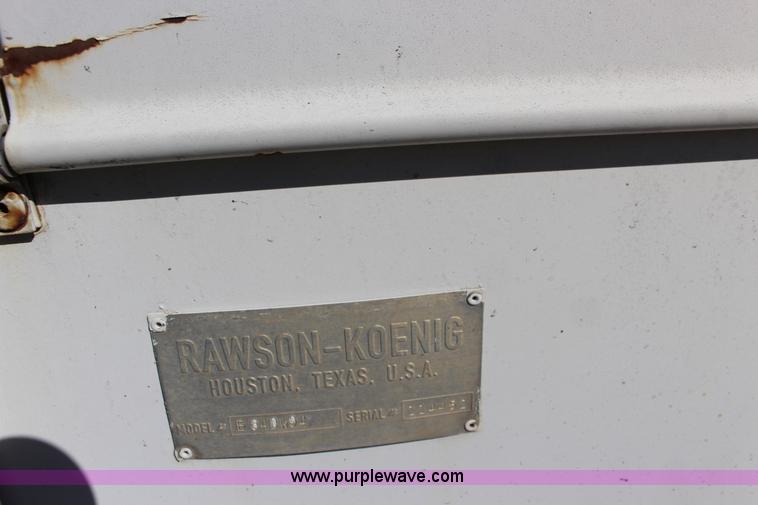 RAWSON-KOENIG
HOUSTON, TEXAS, U.S.A.
MODEL # SERIAL #
www.purplewave.com